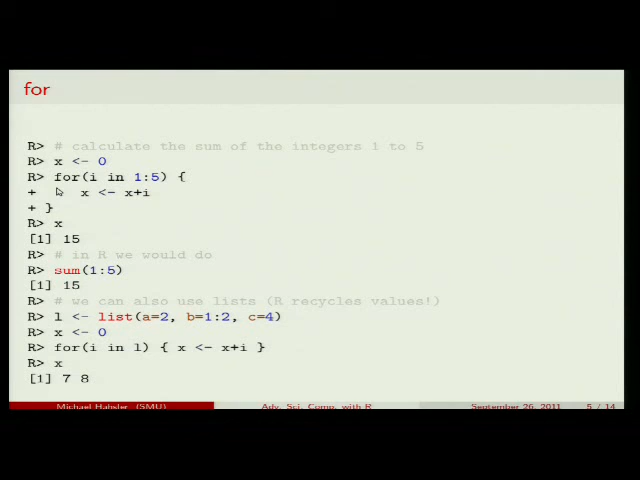 for
R> # calculate the sum of the integers 1 to 5
R> x <- 0
R> for(i in 1:5) {
+ x <- x+i
+ }
R> x
[1] 15
R> # in R we would do
R> sum(1:5)
[1] 15
R> # we can also use lists (R recycles values!)
R> l <- list(a=2, b=1:2, c=4)
R> x <- 0
R> for(i in l) { x <- x+i }
R> x
[1] 7 8
Michael Hahsler (SMU) Adv. Sci. Comp. with R September 26, 2011 5 / 14